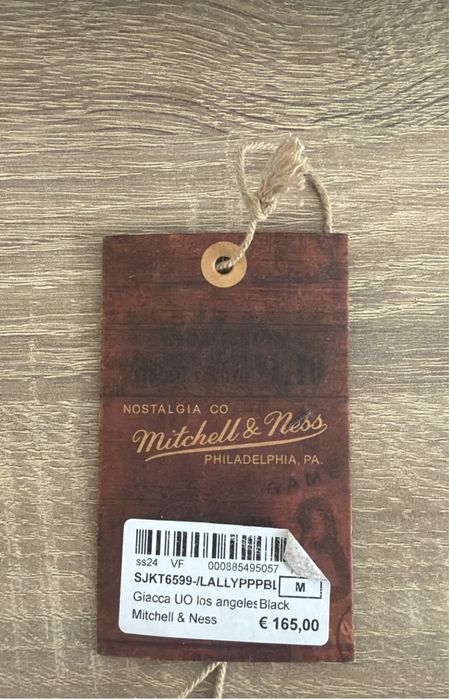 NOSTALGIA CO
Mitchell & Ness
PHILADELPHIA, PA.
GAME
ss24 VF 000885495057
SJKT6599-/LALLYPPPBL M
Giacca UO los angeles Black
Mitchell & Ness
€ 165,00